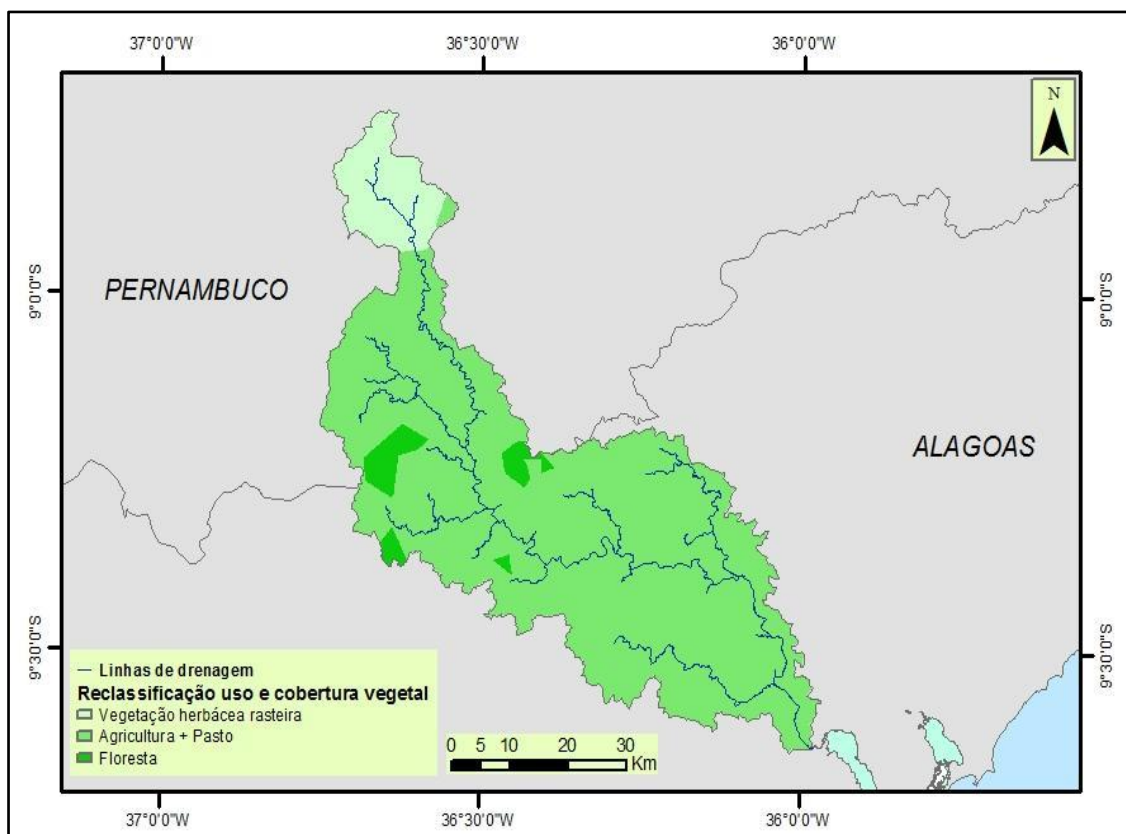 37°0'0"W
36°30'0"W
36°0'0"W
N
PERNAMBUCO
9°0'0"S
9°0'0"S
ALAGOAS
9°30'0"S
9°30'0"S
Linhas de drenagem
Reclassificação uso e cobertura vegetal
Vegetação herbácea rasteira
Agricultura + Pasto
Floresta
0 5 10 20 30
Km
37°0'0"W
36°30'0"W
36°0'0"W